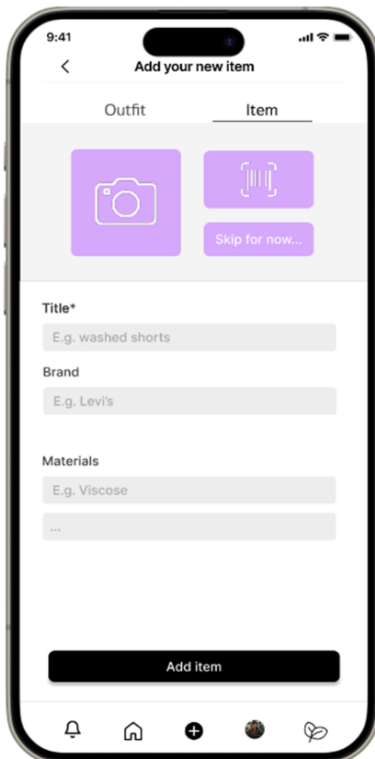 9:41
Add your new item
Outfit
Item
Skip for now...
Title*
E.g. washed shorts
Brand
E.g. Levi's
Materials
E.g. Viscose
...
Add item